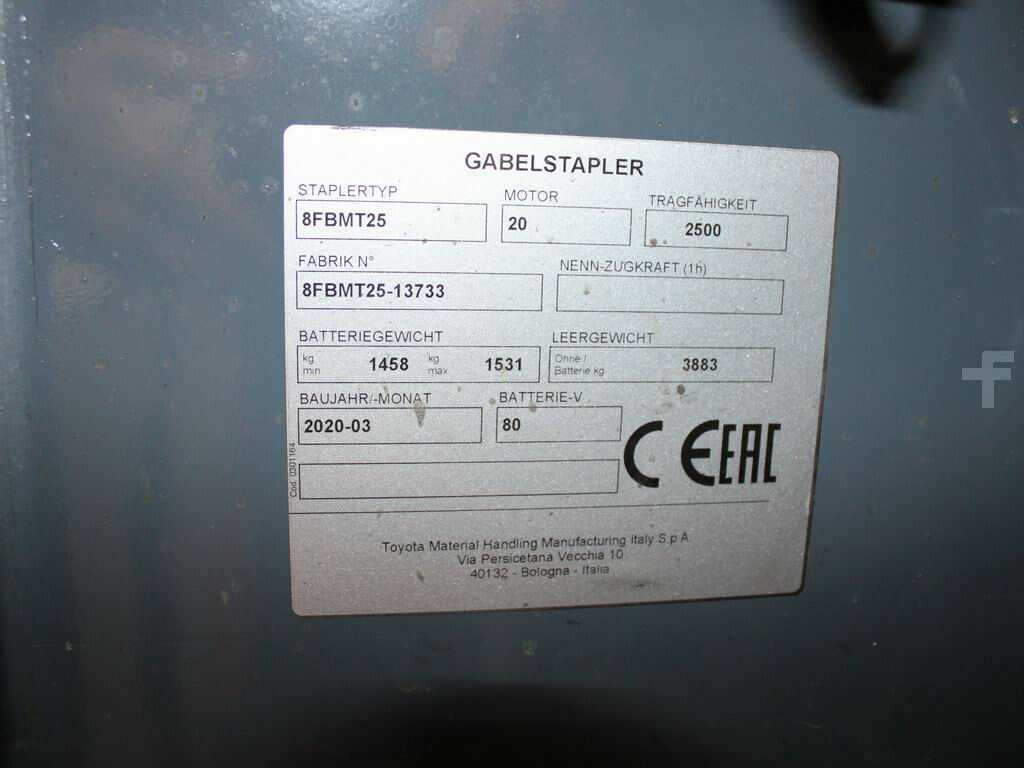 GABELSTAPLER
STAPLERTYP MOTOR TRAGFÄHIGKEIT
8FBMT25 20 2500
FABRIK N° NENN-ZUGKRAFT (1h)
8FBMT25-13733
BATTERIEGEWICHT LEERGEWICHT
kg min 1458 kg max 1531 Ohne / Batterie kg 3883
BAUJAHR/-MONAT BATTERIE-V
2020-03 80
CE EAC
Cod. 0301164
Toyota Material Handling Manufacturing Italy S.p.A.
Via Persicetana Vecchia 10
40132 - Bologna - Italia
f